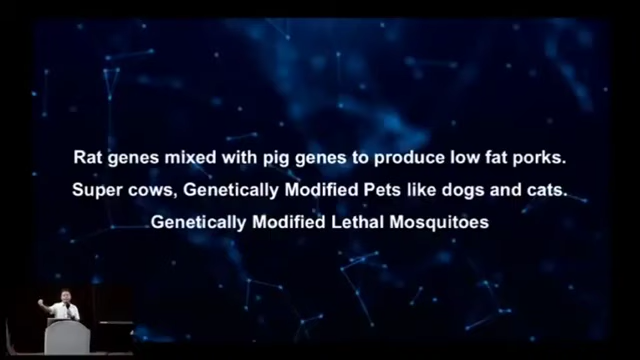 Rat genes mixed with pig genes to produce low fat porks.
Super cows, Genetically Modified Pets like dogs and cats.
Genetically Modified Lethal Mosquitoes